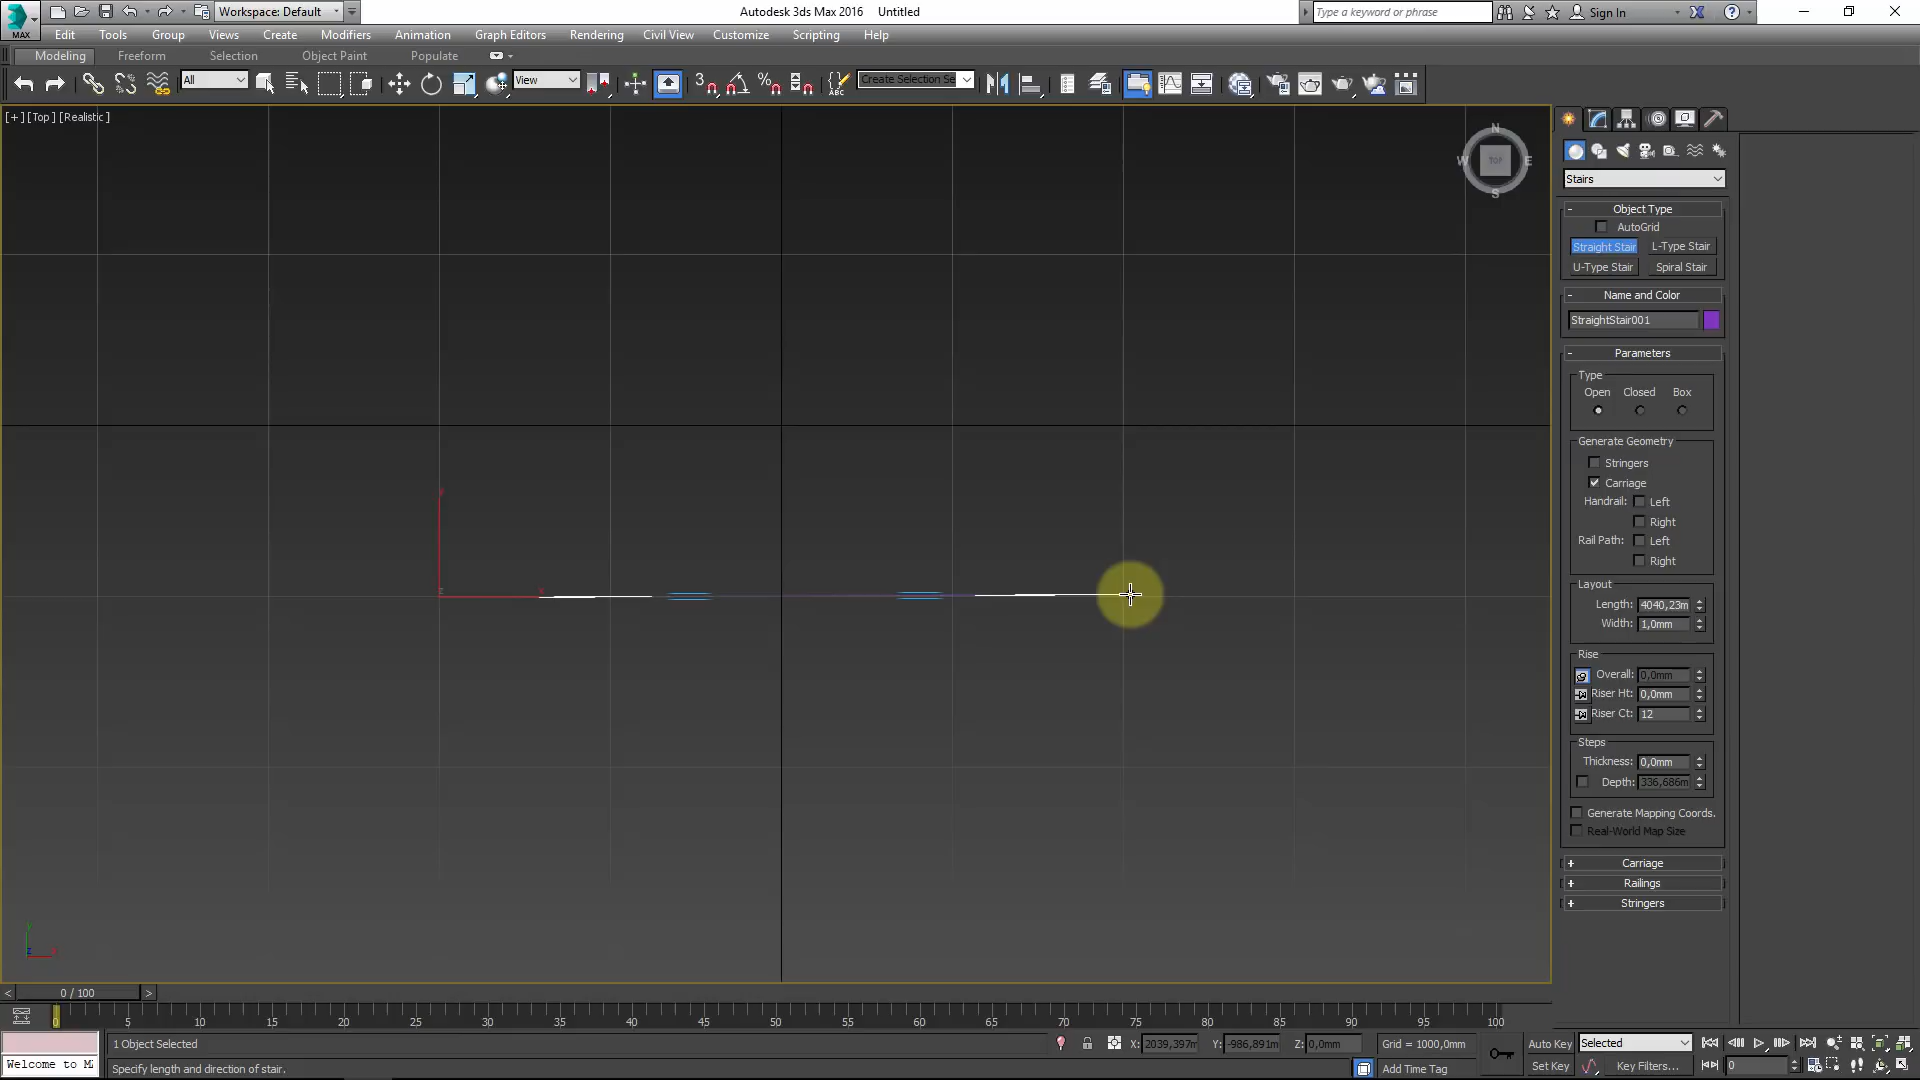 Workspace: Default
Autodesk 3ds Max 2016    Untitled
Type a keyword or phrase
Sign In
MAX
Edit Tools Group Views Create Modifiers Animation Graph Editors Rendering Civil View Customize Scripting Help
Modeling Freeform Selection Object Paint Populate
All
View
Create Selection Se
[+] [Top] [Realistic]
N
W TOP E
S
Stairs
Object Type
AutoGrid
Straight Stair L-Type Stair
U-Type Stair Spiral Stair
Name and Color
StraightStair001
Parameters
Type
Open Closed Box
Generate Geometry
Stringers
Carriage
Handrail: Left
Right
Rail Path: Left
Right
Layout
Length: 4040,23m
Width: 1,0mm
Rise
Overall: 0,0mm
Riser Ht: 0,0mm
Riser Ct: 12
Steps
Thickness: 0,0mm
Depth: 336,686m
Generate Mapping Coords.
Real-World Map Size
+ Carriage
+ Railings
+ Stringers
< 0 / 100 >
0 5 10 15 20 25 30 35 40 45 50 55 60 65 70 75 80 85 90 95 100
1 Object Selected
X: 2039,397m Y: -986,891m Z: 0,0mm Grid = 1000,0mm
Auto Key Selected
Welcome to M
Specify length and direction of stair.
Add Time Tag
Set Key Key Filters... 0